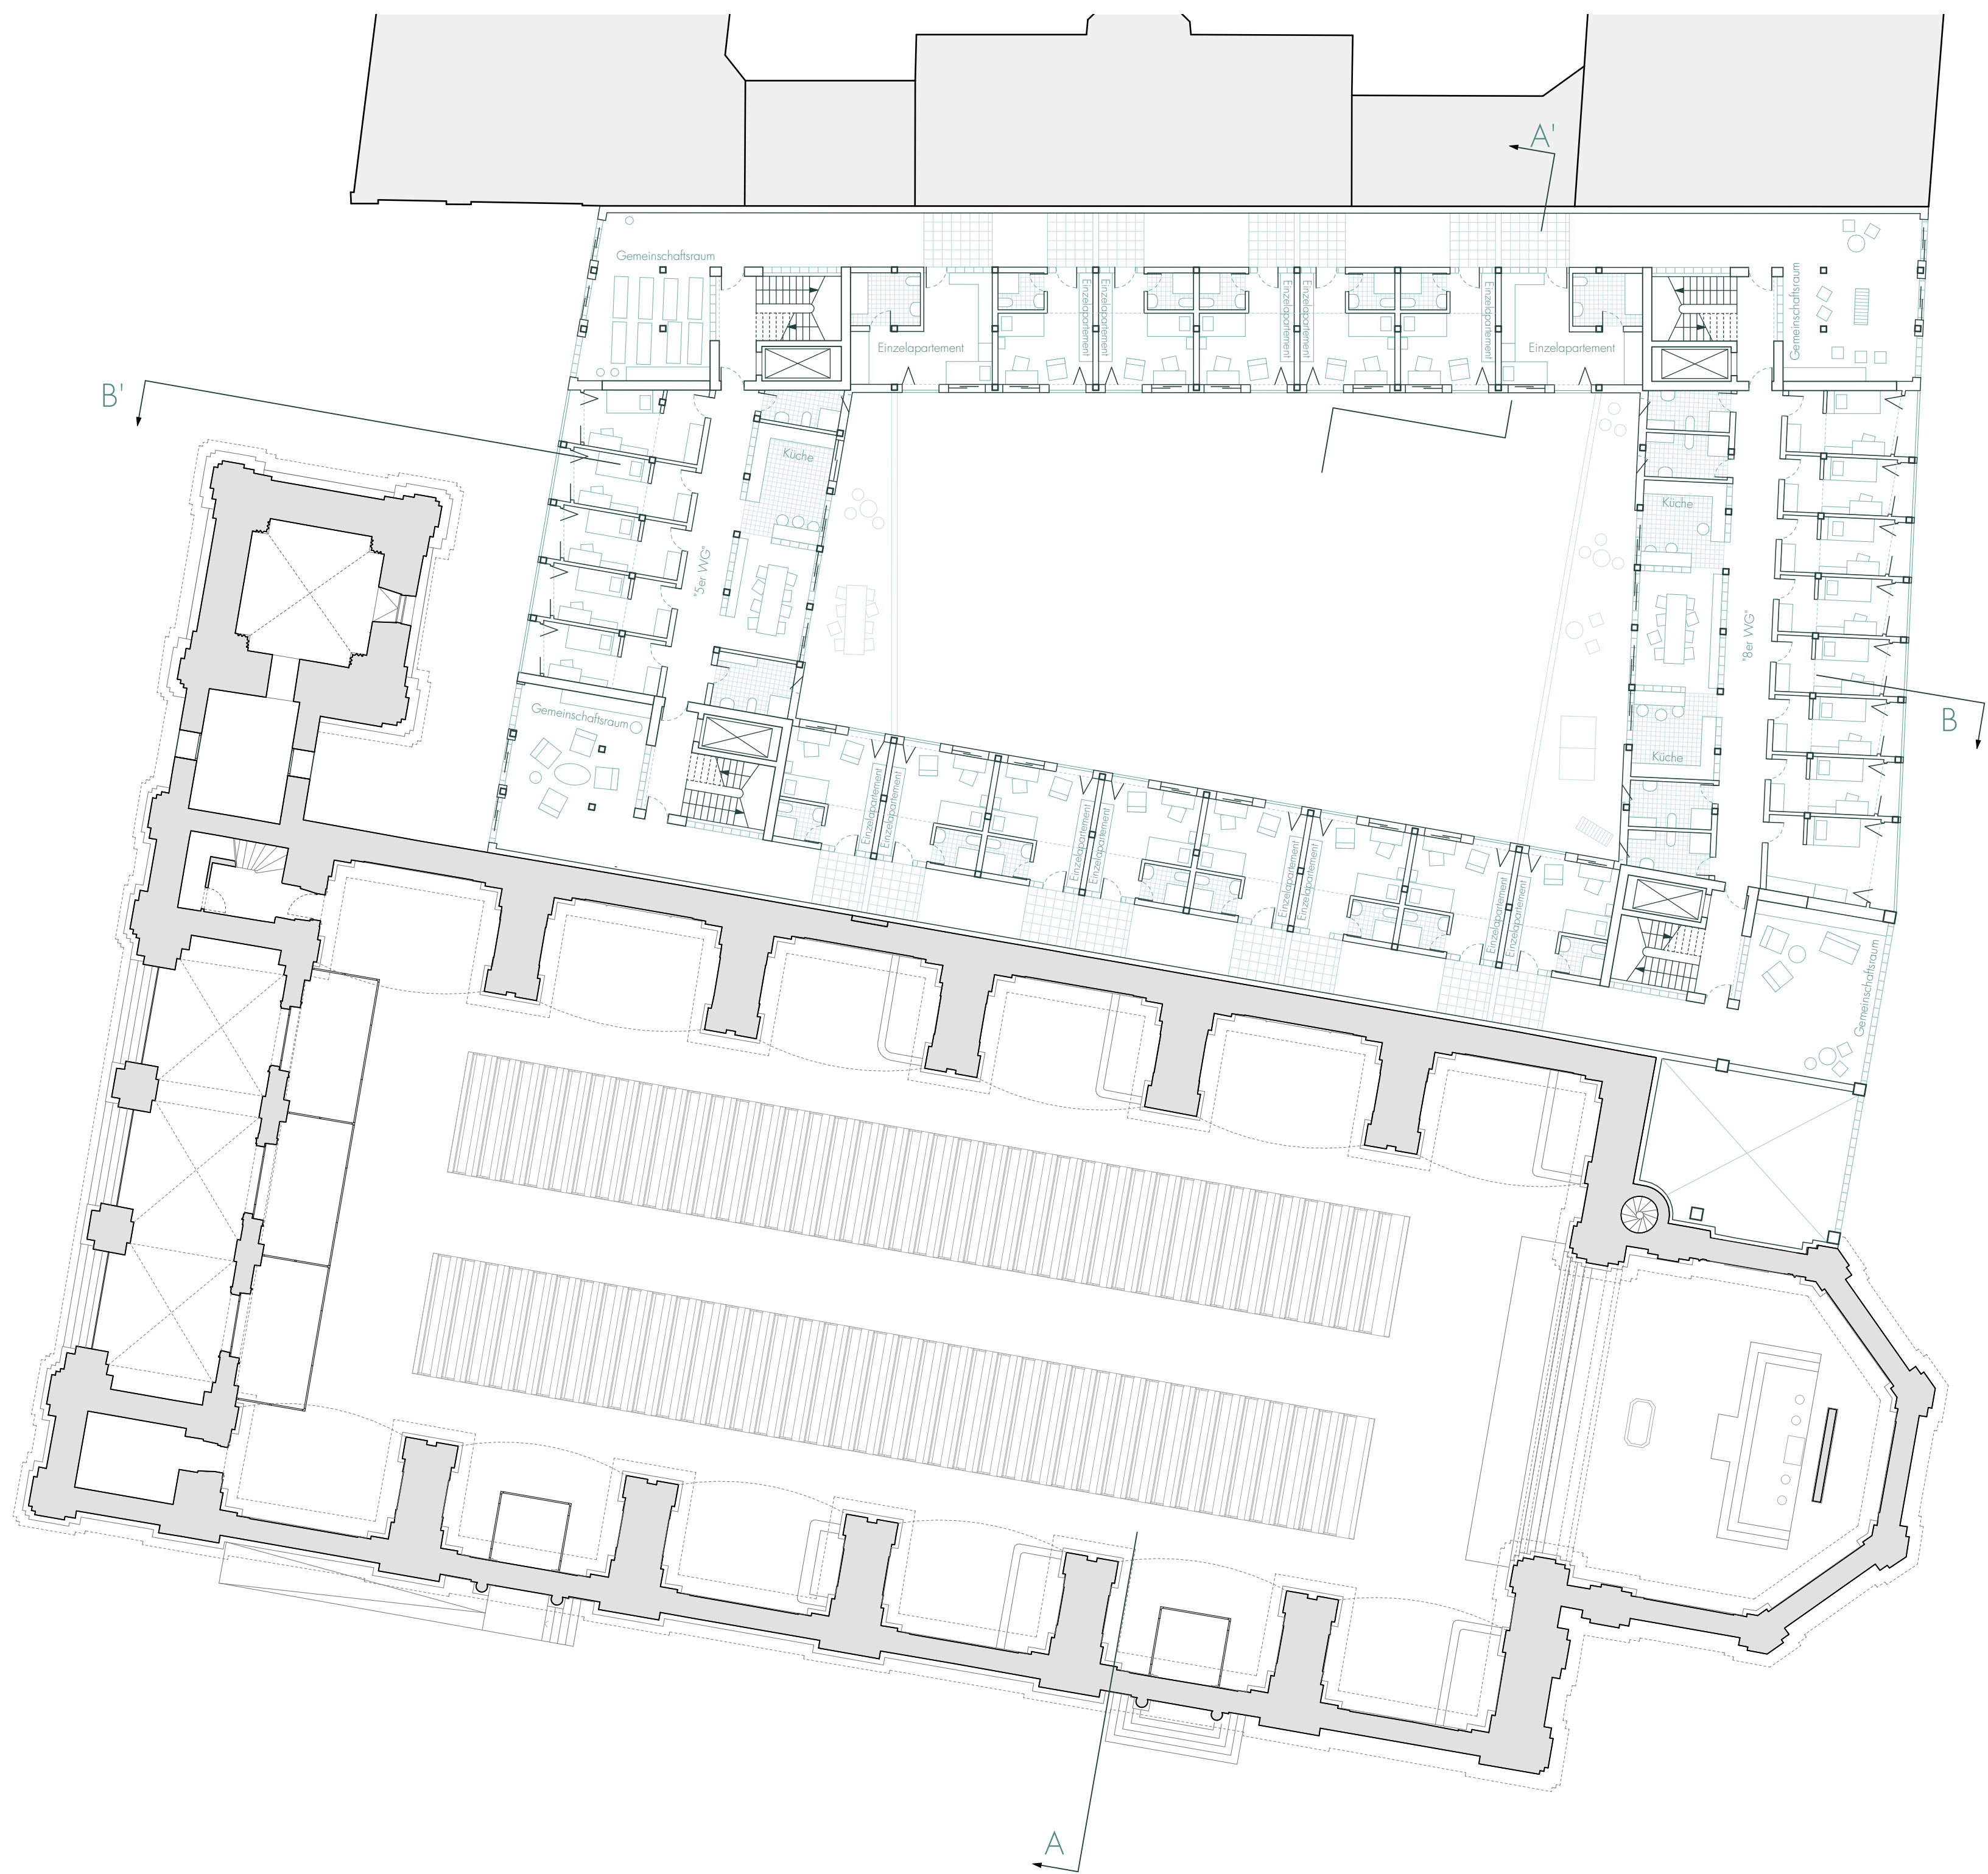 A'
Gemeinschaftsraum
Gemeinschaftsraum
Einzelapartement
Einzelapartement
Einzelapartement
Einzelapartement
Einzelapartement
Einzelapartement
Einzelapartement
B'
Küche
Küche
"5er WG"
"8er WG"
Gemeinschaftsraum
B
Küche
Einzelapartement
Einzelapartement
Einzelapartement
Einzelapartement
Einzelapartement
Einzelapartement
Einzelapartement
Einzelapartement
Gemeinschaftsraum
A